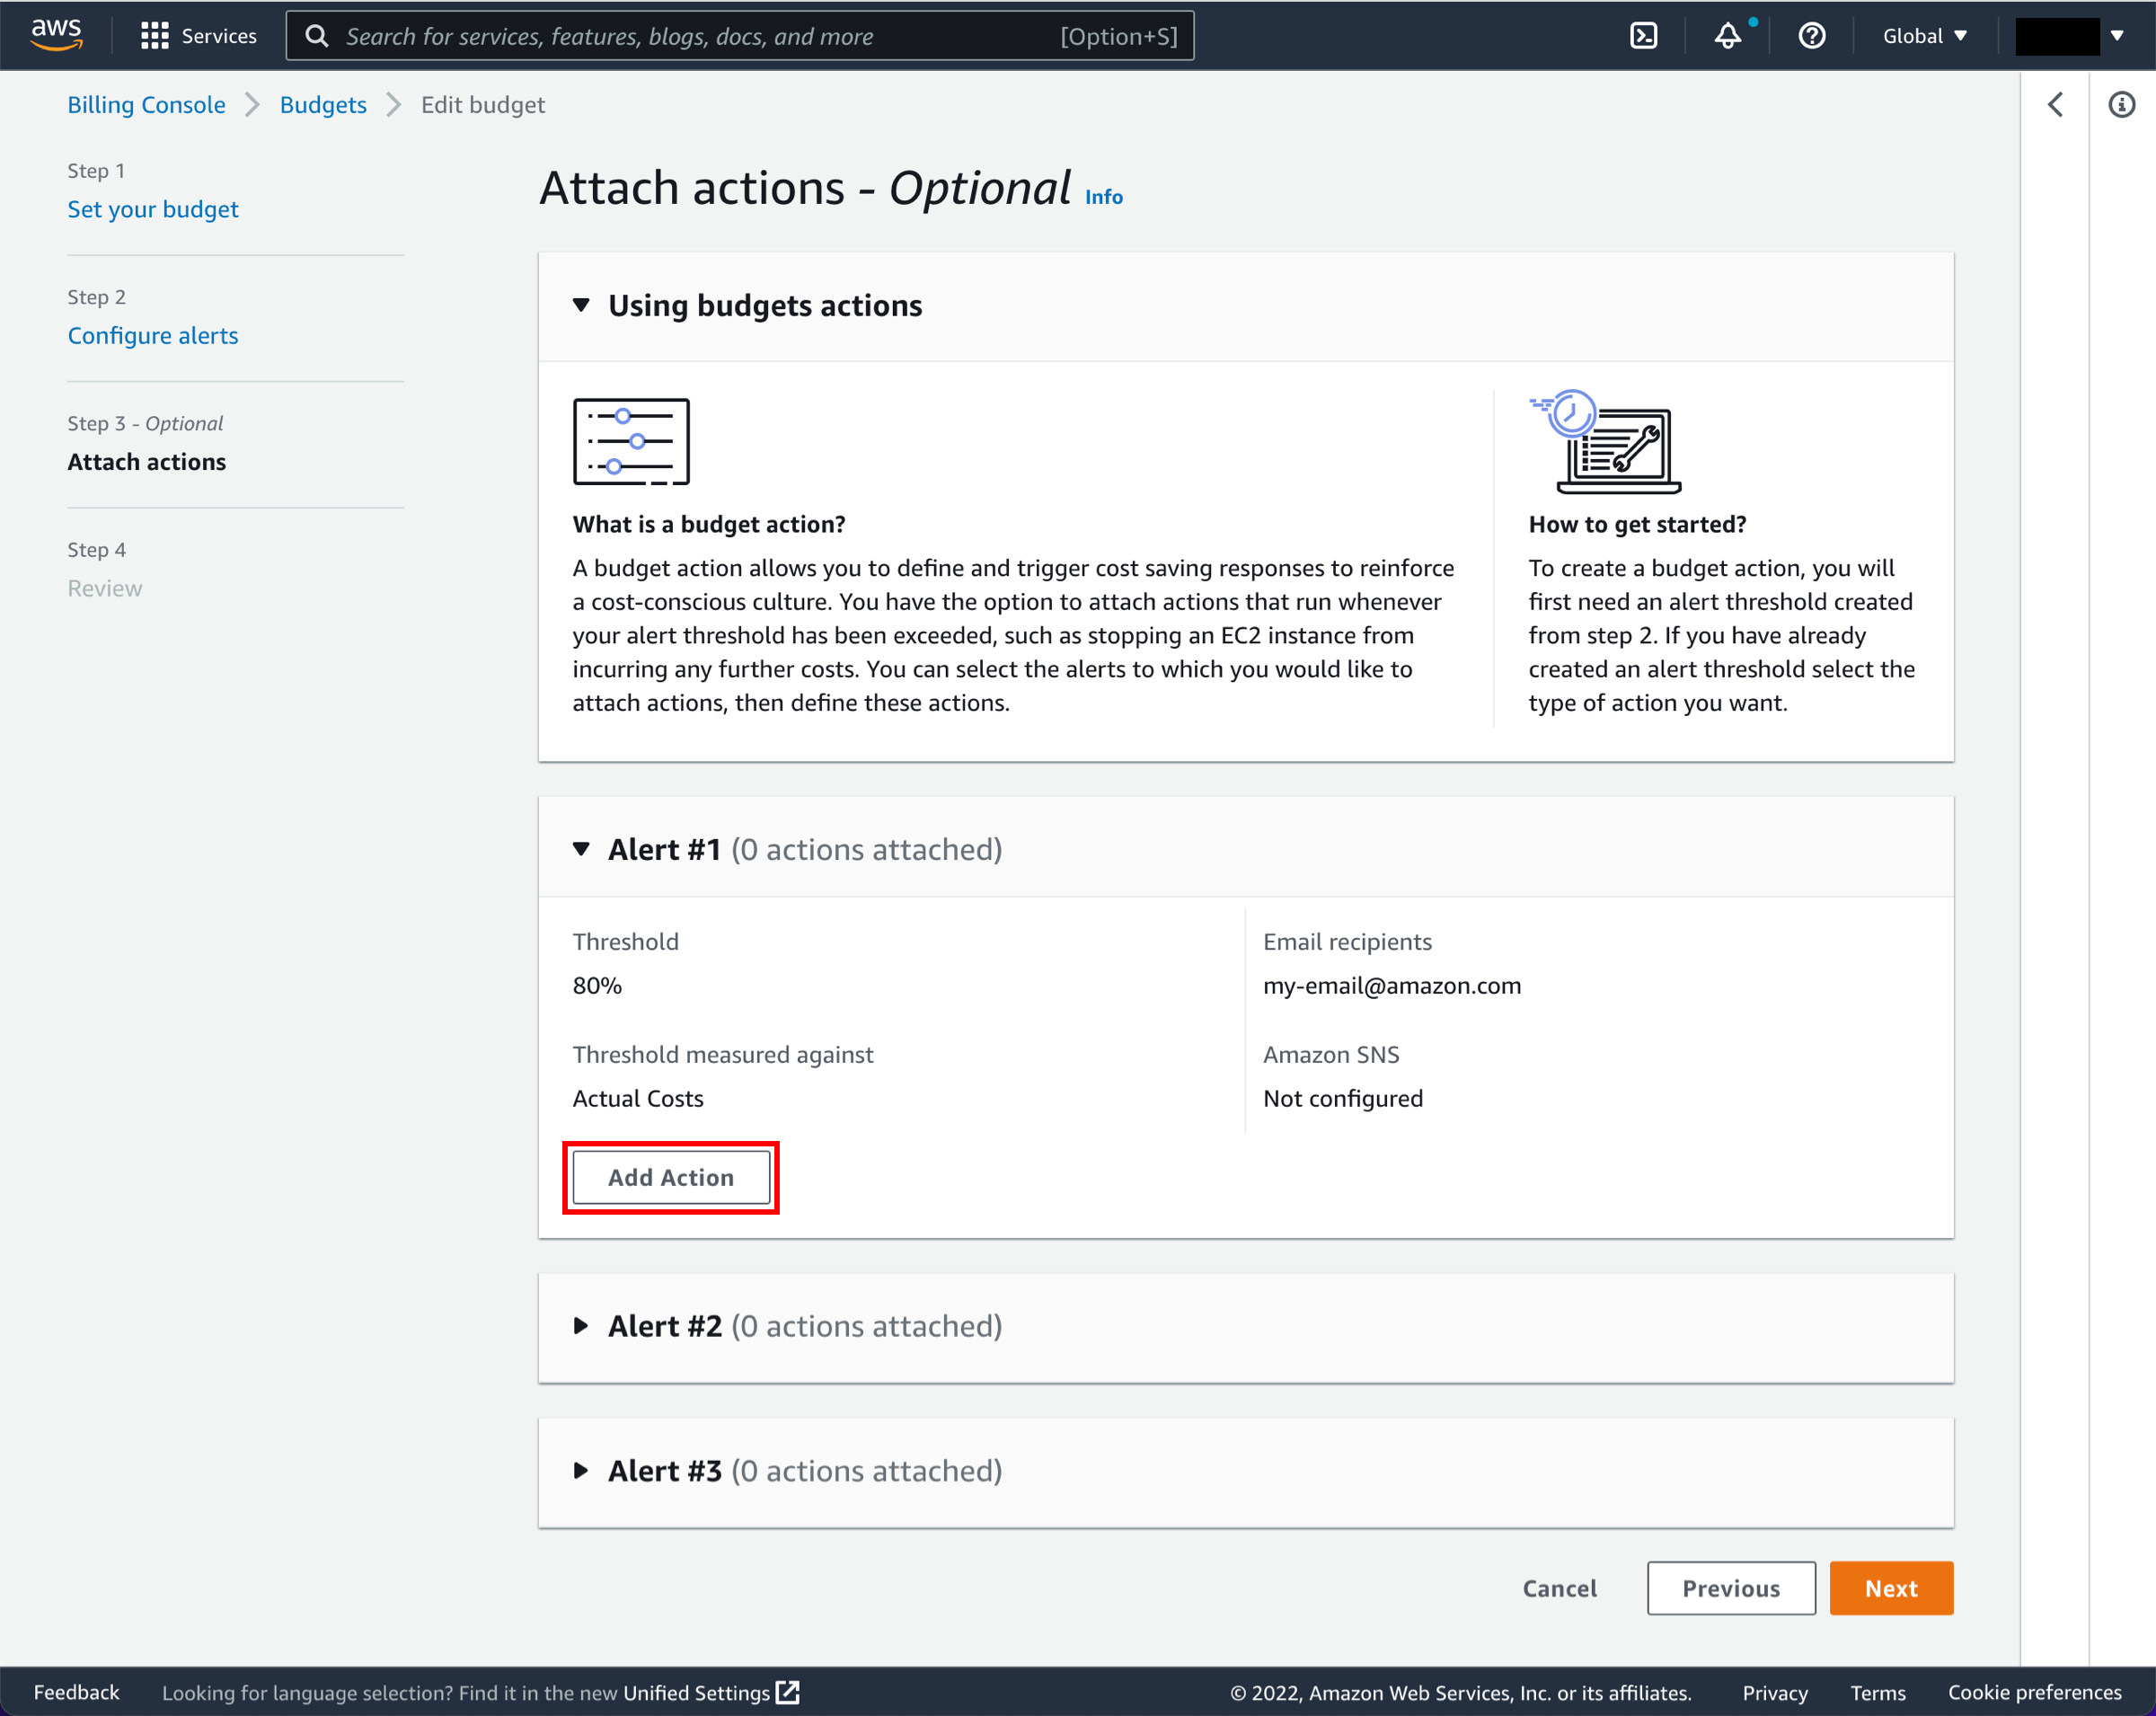 aws
Services
Search for services, features, blogs, docs, and more
[Option+S]
Global
Billing Console
Budgets
Edit budget
Step 1
Set your budget
Step 2
Configure alerts
Step 3 - Optional
Attach actions
Step 4
Review
Attach actions - Optional Info
Using budgets actions
What is a budget action?
A budget action allows you to define and trigger cost saving responses to reinforce
a cost-conscious culture. You have the option to attach actions that run whenever
your alert threshold has been exceeded, such as stopping an EC2 instance from
incurring any further costs. You can select the alerts to which you would like to
attach actions, then define these actions.
How to get started?
To create a budget action, you will
first need an alert threshold created
from step 2. If you have already
created an alert threshold select the
type of action you want.
Alert #1 (0 actions attached)
Threshold
80%
Threshold measured against
Actual Costs
Email recipients
my-email@amazon.com
Amazon SNS
Not configured
Add Action
Alert #2 (0 actions attached)
Alert #3 (0 actions attached)
Cancel
Previous
Next
Feedback
Looking for language selection? Find it in the new Unified Settings
© 2022, Amazon Web Services, Inc. or its affiliates.
Privacy
Terms
Cookie preferences